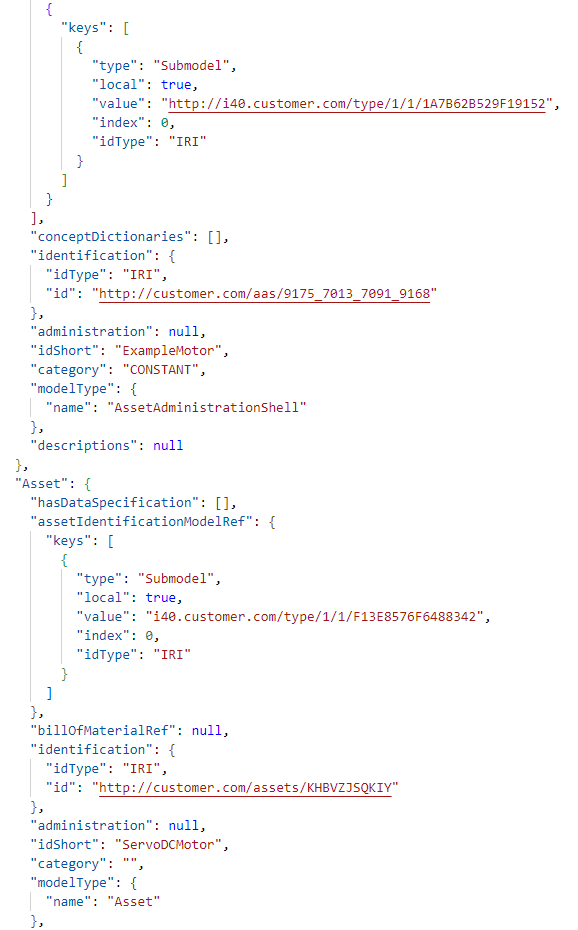 {
"keys": [
{
"type": "Submodel",
"local": true,
"value": "http://i40.customer.com/type/1/1/1A7B62B529F19152",
"index": 0,
"idType": "IRI"
}
]
}
],
"conceptDictionaries": [],
"identification": {
"idType": "IRI",
"id": "http://customer.com/aas/9175_7013_7091_9168"
},
"administration": null,
"idShort": "ExampleMotor",
"category": "CONSTANT",
"modelType": {
"name": "AssetAdministrationShell"
},
"descriptions": null
},
"Asset": {
"hasDataSpecification": [],
"assetIdentificationModelRef": {
"keys": [
{
"type": "Submodel",
"local": true,
"value": "i40.customer.com/type/1/1/F13E8576F6488342",
"index": 0,
"idType": "IRI"
}
]
},
"billOfMaterialRef": null,
"identification": {
"idType": "IRI",
"id": "http://customer.com/assets/KHBVZJSQKIY"
},
"administration": null,
"idShort": "ServoDCMotor",
"category": "",
"modelType": {
"name": "Asset"
},